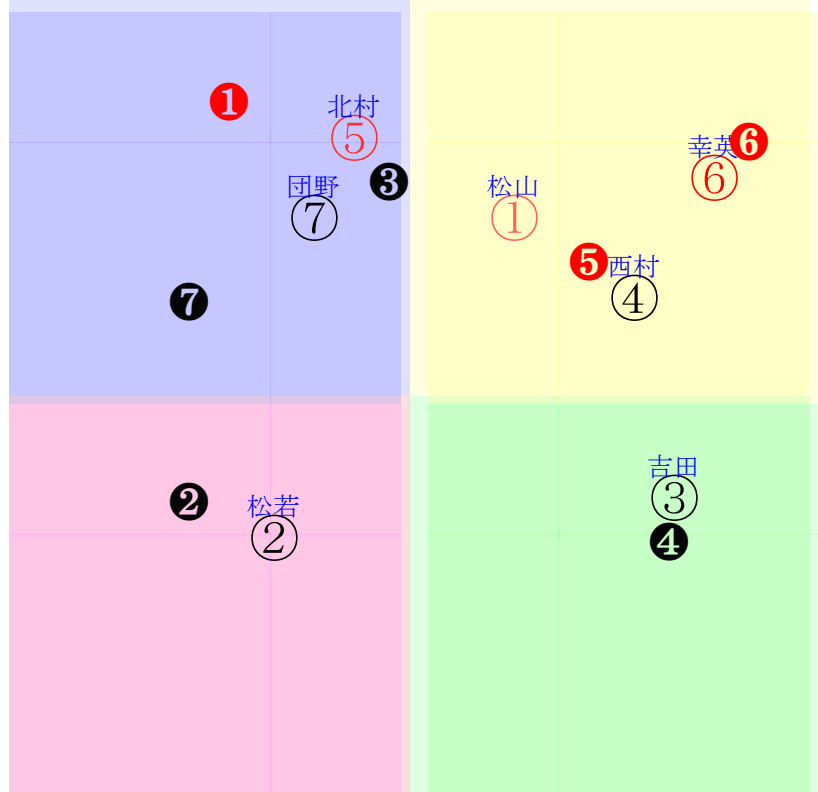 ❶
北村
⑤
幸英
❻
❸
団野
⑦
松山
①
⑥
❺
西村
④
❼
吉田
③
❷
松若
②
❹